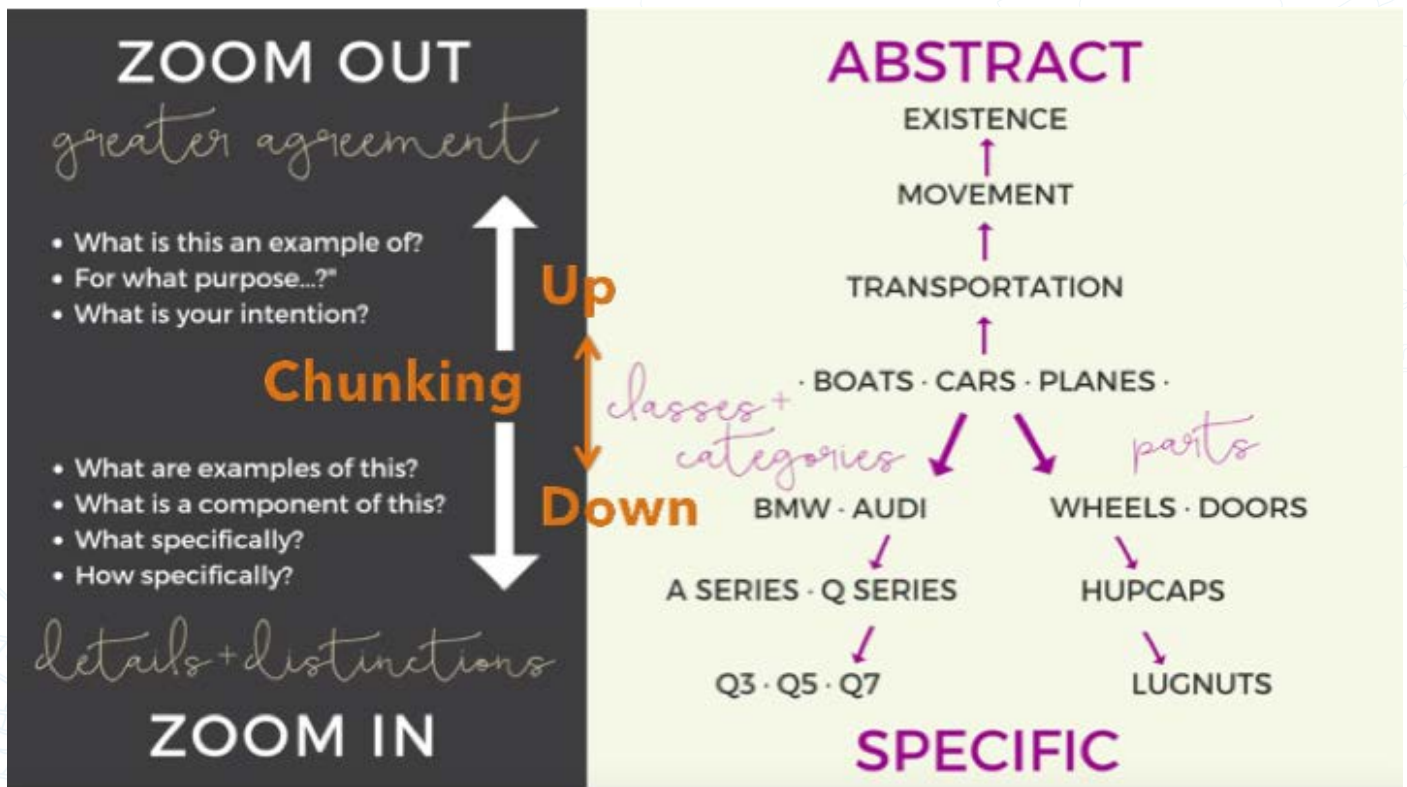 ZOOM OUT
greater agreement
• What is this an example of?
• For what purpose...?"
• What is your intention?
Up
Chunking
Down
• What are examples of this?
• What is a component of this?
• What specifically?
• How specifically?
details + distinctions
ZOOM IN
ABSTRACT
EXISTENCE
MOVEMENT
TRANSPORTATION
· BOATS · CARS · PLANES ·
classes +
categories
parts
BMW · AUDI
WHEELS · DOORS
A SERIES · Q SERIES
HUPCAPS
Q3 · Q5 · Q7
LUGNUTS
SPECIFIC